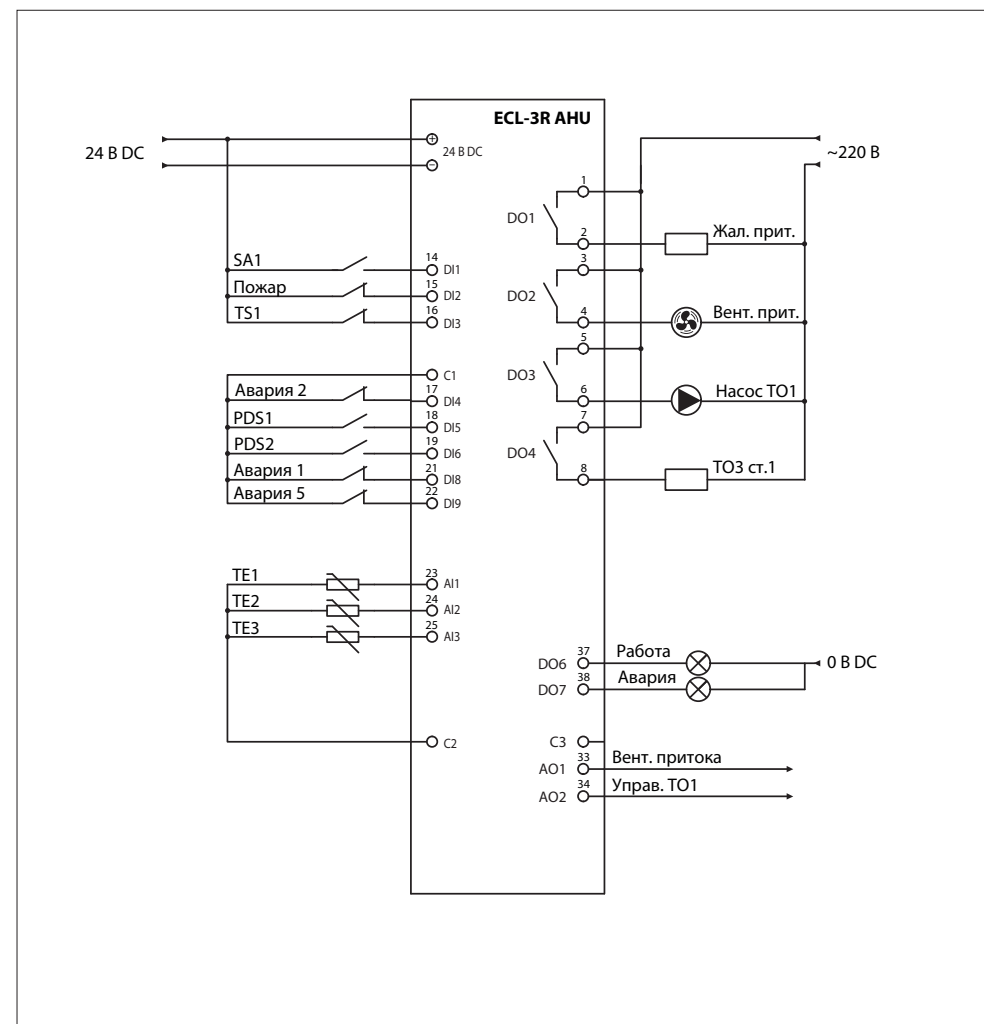 ECL-3R AHU
24 В DC
+
24 В DC
−
~220 В
1
DO1
2
Жал. прит.
3
SA1
14
DI1
Пожар
15
DI2
DO2
TS1
16
DI3
4
Вент. прит.
5
C1
DO3
Авария 2
17
DI4
6
Насос ТО1
PDS1
18
DI5
7
PDS2
19
DI6
DO4
Авария 1
21
DI8
8
ТО3 ст.1
Авария 5
22
DI9
TE1
23
AI1
TE2
24
AI2
TE3
25
AI3
37
DO6
Работа
0 В DC
38
DO7
Авария
C2
C3
33
AO1
Вент. притока
34
AO2
Управ. ТО1